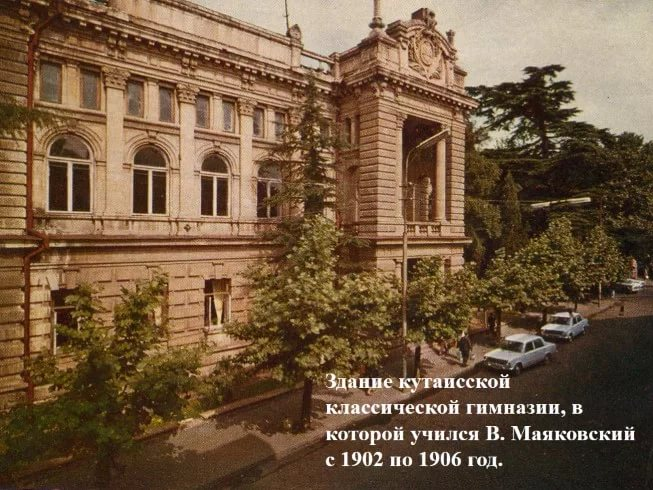 Здание кутаисской
классической гимназии, в
которой учился В. Маяковский
с 1902 по 1906 год.